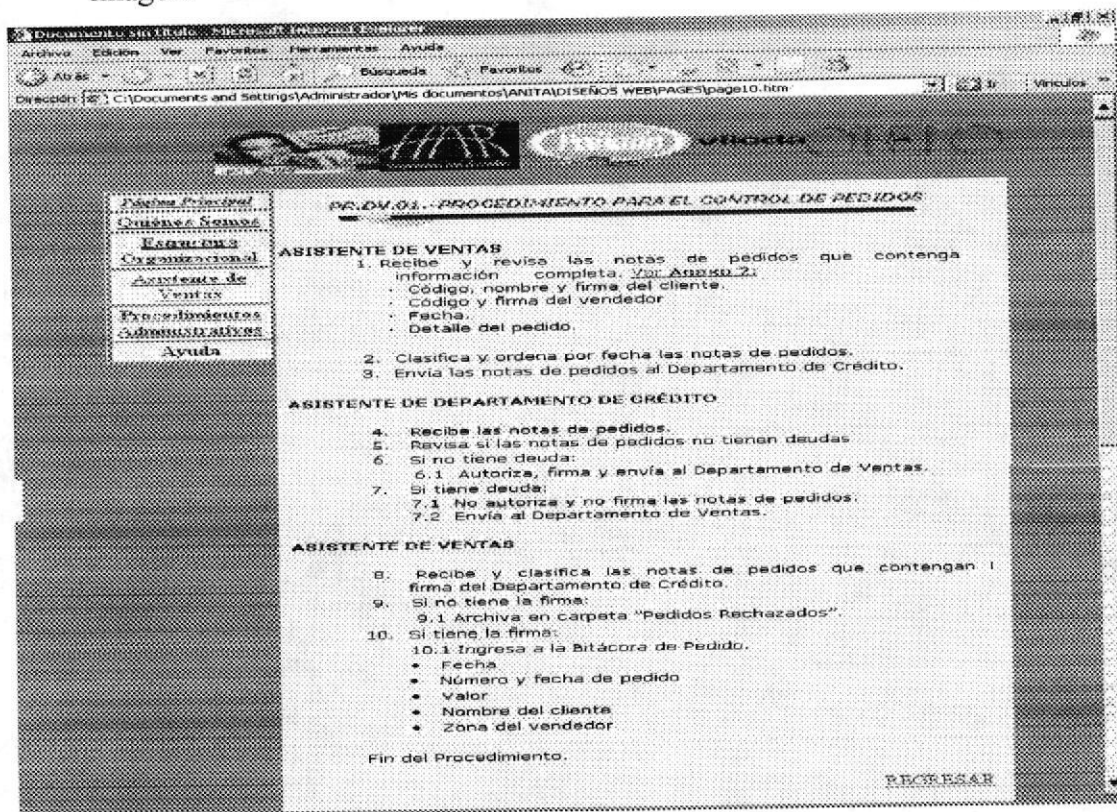 Documento sin título - Microsoft Internet Explorer
Archivo Edición Ver Favoritos Herramientas Ayuda
Atrás Búsqueda Favoritos
Dirección C:\Documents and Settings\Administrador\Mis documentos\ANITA\DISEÑOS WEB\PAGES\page10.htm Ir Vínculos
Página Principal
Quiénes Somos
Estructura
Organizacional
Asistente de
Ventas
Procedimientos
Administrativos
Ayuda
PR.DV.01.-PROCEDIMIENTO PARA EL CONTROL DE PEDIDOS
ASISTENTE DE VENTAS
1. Recibe y revisa las notas de pedidos que contenga
información completa. Ver Anexo 2:
· Código, nombre y firma del cliente.
· Código y firma del vendedor
· Fecha.
· Detalle del pedido.
2. Clasifica y ordena por fecha las notas de pedidos.
3. Envía las notas de pedidos al Departamento de Crédito.
ASISTENTE DE DEPARTAMENTO DE CRÉDITO
4. Recibe las notas de pedidos.
5. Revisa si las notas de pedidos no tienen deudas
6. Si no tiene deuda:
6.1 Autoriza, firma y envía al Departamento de Ventas.
7. Si tiene deuda:
7.1 No autoriza y no firma las notas de pedidos.
7.2 Envía al Departamento de Ventas.
ASISTENTE DE VENTAS
8. Recibe y clasifica las notas de pedidos que contengan l
firma del Departamento de Crédito.
9. Si no tiene la firma:
9.1 Archiva en carpeta "Pedidos Rechazados".
10. Si tiene la firma:
10.1 Ingresa a la Bitácora de Pedido.
• Fecha
• Número y fecha de pedido
• Valor
• Nombre del cliente
• Zona del vendedor
Fin del Procedimiento.
REGRESAR